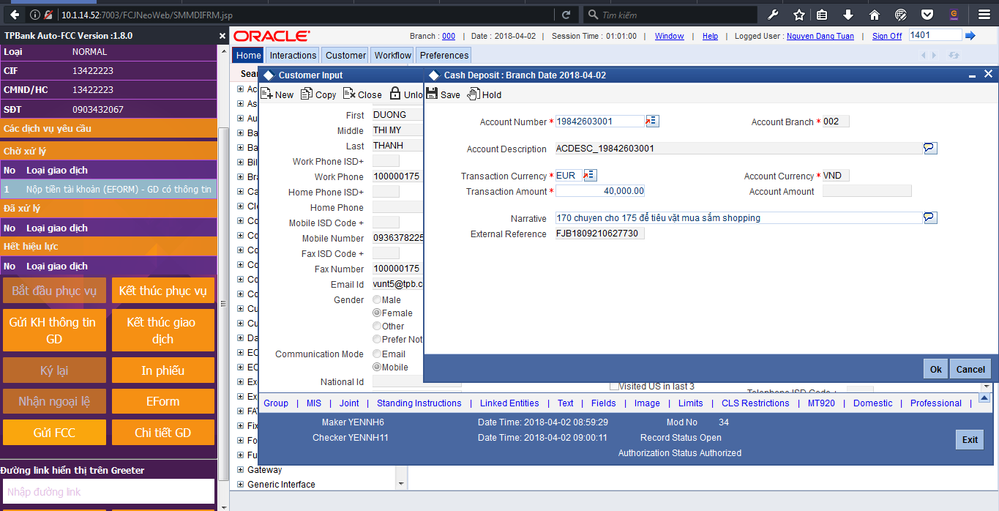 10.1.14.52:7003/FCJNeoWeb/SMMDIFRM.jsp
Tìm kiếm
TPBank Auto-FCC Version :1.8.0
Loại NORMAL
CIF 13422223
CMND/HC 13422223
SĐT 0903432067
Các dịch vụ yêu cầu
Chờ xử lý
No Loại giao dịch
1 Nộp tiền tài khoản (EFORM) - GD có thông tin
Đã xử lý
No Loại giao dịch
Hết hiệu lực
No Loại giao dịch
Bắt đầu phục vụ
Kết thúc phục vụ
Gửi KH thông tin GD
Kết thúc giao dịch
Ký lại
In phiếu
Nhận ngoại lệ
EForm
Gửi FCC
Chi tiết GD
Đường link hiển thị trên Greeter
Nhập đường link
ORACLE
Branch : 000 | Date : 2018-04-02 | Session Time : 01:01:00 | Window | Help | Logged User : Nguyen Dang Tuan | Sign Off 1401
Home Interactions Customer Workflow Preferences
Sea
Ac
As
Au
Ba
Ba
Bil
Bra
Ca
Cl
Co
Co
Co
Co
Co
Co
Cu
Cu
Da
EC
EC
Ex
Ex
FA
Fix
Fo
Fu
Gateway
Generic Interface
Customer Input
New Copy Close Unlo
First DUONG
Middle THI MY
Last THANH
Work Phone ISD+
Work Phone 100000175
Home Phone ISD+
Home Phone
Mobile ISD Code +
Mobile Number 0936378225
Fax ISD Code +
Fax Number 100000175
Email Id vunt5@tpb.c
Gender Male
Female
Other
Prefer Not
Communication Mode Email
Mobile
National Id
Visited US in last 3
Telephone ISD Code +
Cash Deposit : Branch Date 2018-04-02
Save Hold
Account Number * 19842603001 Account Branch * 002
Account Description ACDESC_19842603001
Transaction Currency * EUR Account Currency * VND
Transaction Amount * 40,000.00 Account Amount
Narrative 170 chuyen cho 175 để tiêu vặt mua sắm shopping
External Reference FJB1809210627730
Ok Cancel
Group | MIS | Joint | Standing Instructions | Linked Entities | Text | Fields | Image | Limits | CLS Restrictions | MT920 | Domestic | Professional |
Maker YENNH6 Date Time: 2018-04-02 08:59:29 Mod No 34
Checker YENNH11 Date Time: 2018-04-02 09:00:11 Record Status Open
Authorization Status Authorized
Exit